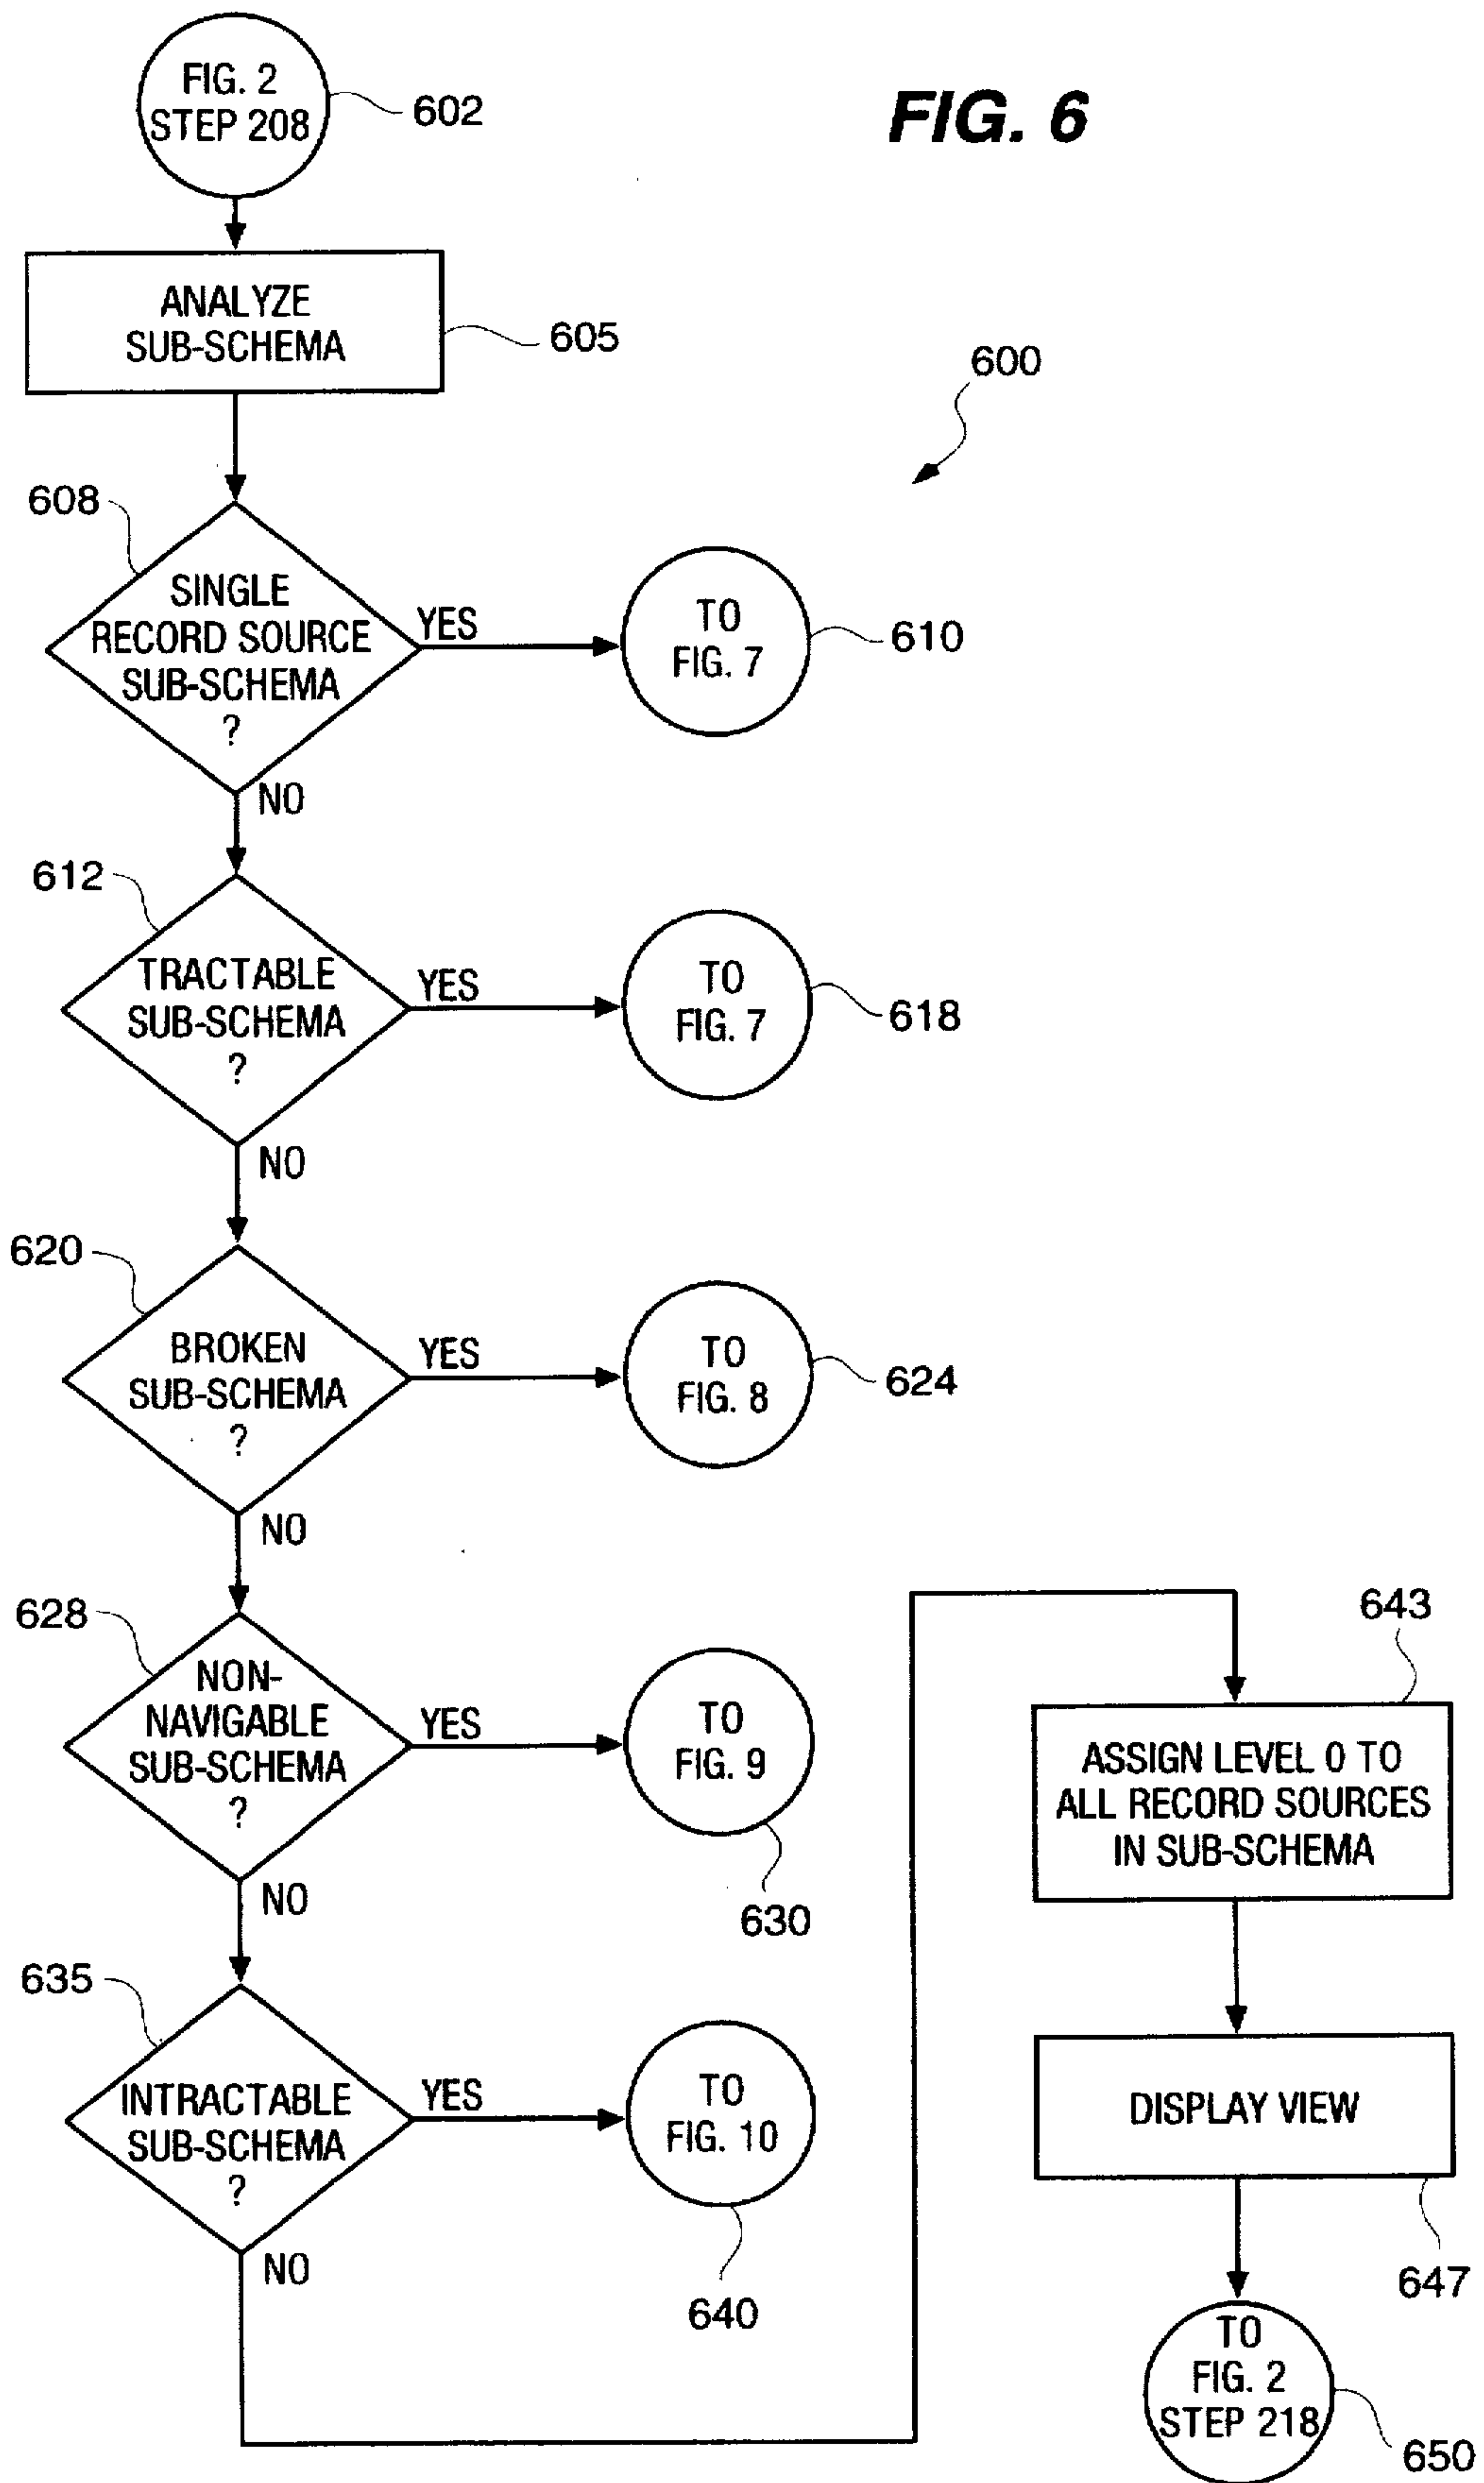 FIG. 2
STEP 208
602
FIG. 6
ANALYZE
SUB-SCHEMA
605
600
608
SINGLE
RECORD SOURCE
SUB-SCHEMA
?
YES
TO
FIG. 7
610
NO
612
TRACTABLE
SUB-SCHEMA
?
YES
TO
FIG. 7
618
NO
620
BROKEN
SUB-SCHEMA
?
YES
TO
FIG. 8
624
NO
628
NON-
NAVIGABLE
SUB-SCHEMA
?
YES
TO
FIG. 9
630
NO
635
INTRACTABLE
SUB-SCHEMA
?
YES
TO
FIG. 10
640
NO
643
ASSIGN LEVEL 0 TO
ALL RECORD SOURCES
IN SUB-SCHEMA
DISPLAY VIEW
647
TO
FIG. 2
STEP 218
650